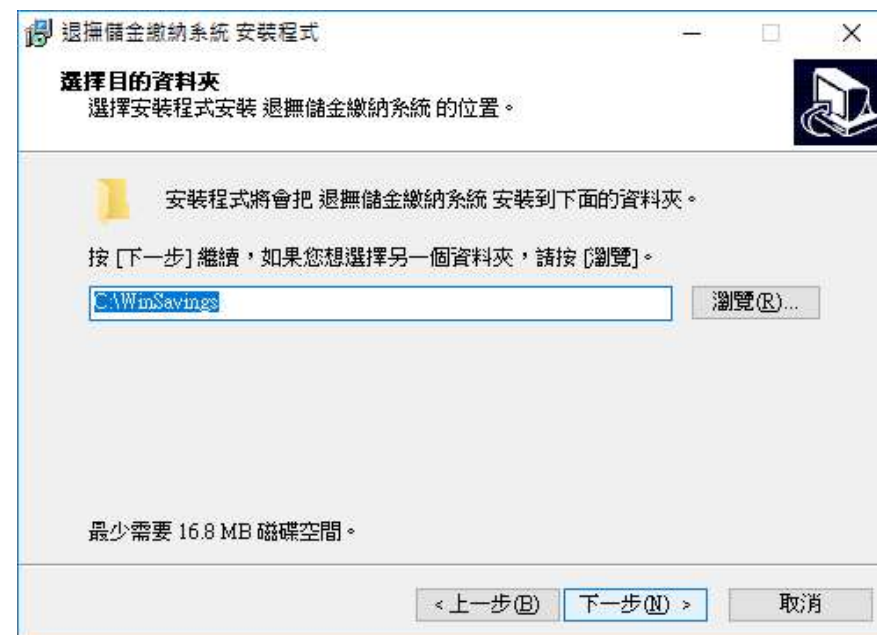 退撫儲金繳納系統 安裝程式
選擇目的資料夾
選擇安裝程式安裝 退撫儲金繳納系統 的位置。
安裝程式將會把 退撫儲金繳納系統 安裝到下面的資料夾。
按 [下一步] 繼續，如果您想選擇另一個資料夾，請按 [瀏覽]。
C:\WinSavings
瀏覽(R)...
最少需要 16.8 MB 磁碟空間。
<上一步(B) 下一步(N) > 取消